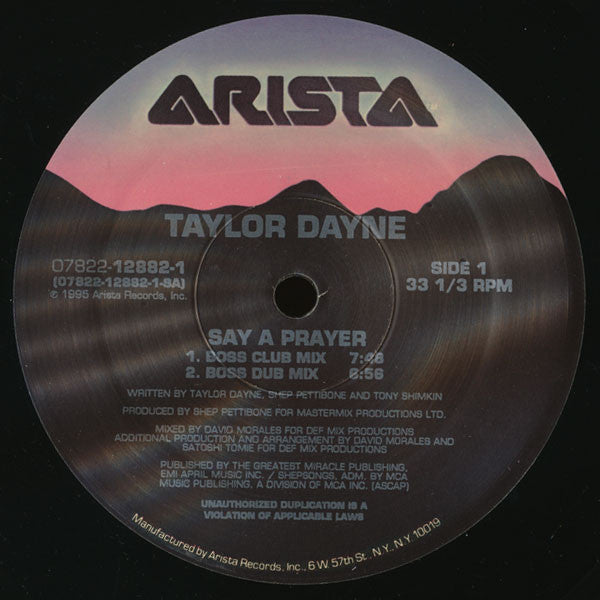 ARISTA
TAYLOR DAYNE
07822-12882-1
(07822-12882-1-SA)
℗ 1995 Arista Records, Inc.
SIDE 1
33 1/3 RPM
SAY A PRAYER
1. BOSS CLUB MIX 7:46
2. BOSS DUB MIX 6:56
WRITTEN BY TAYLOR DAYNE, SHEP PETTIBONE AND TONY SHIMKIN
PRODUCED BY SHEP PETTIBONE FOR MASTERMIX PRODUCTIONS LTD.
MIXED BY DAVID MORALES FOR DEF MIX PRODUCTIONS
ADDITIONAL PRODUCTION AND ARRANGEMENT BY DAVID MORALES AND
SATOSHI TOMIE FOR DEF MIX PRODUCTIONS
PUBLISHED BY THE GREATEST MIRACLE PUBLISHING,
EMI APRIL MUSIC INC. / SHEPSONGS, ADM. BY MCA
MUSIC PUBLISHING, A DIVISION OF MCA INC. (ASCAP)
UNAUTHORIZED DUPLICATION IS A
VIOLATION OF APPLICABLE LAWS
Manufactured by Arista Records, Inc., 6 W. 57th St., N.Y., N.Y. 10019